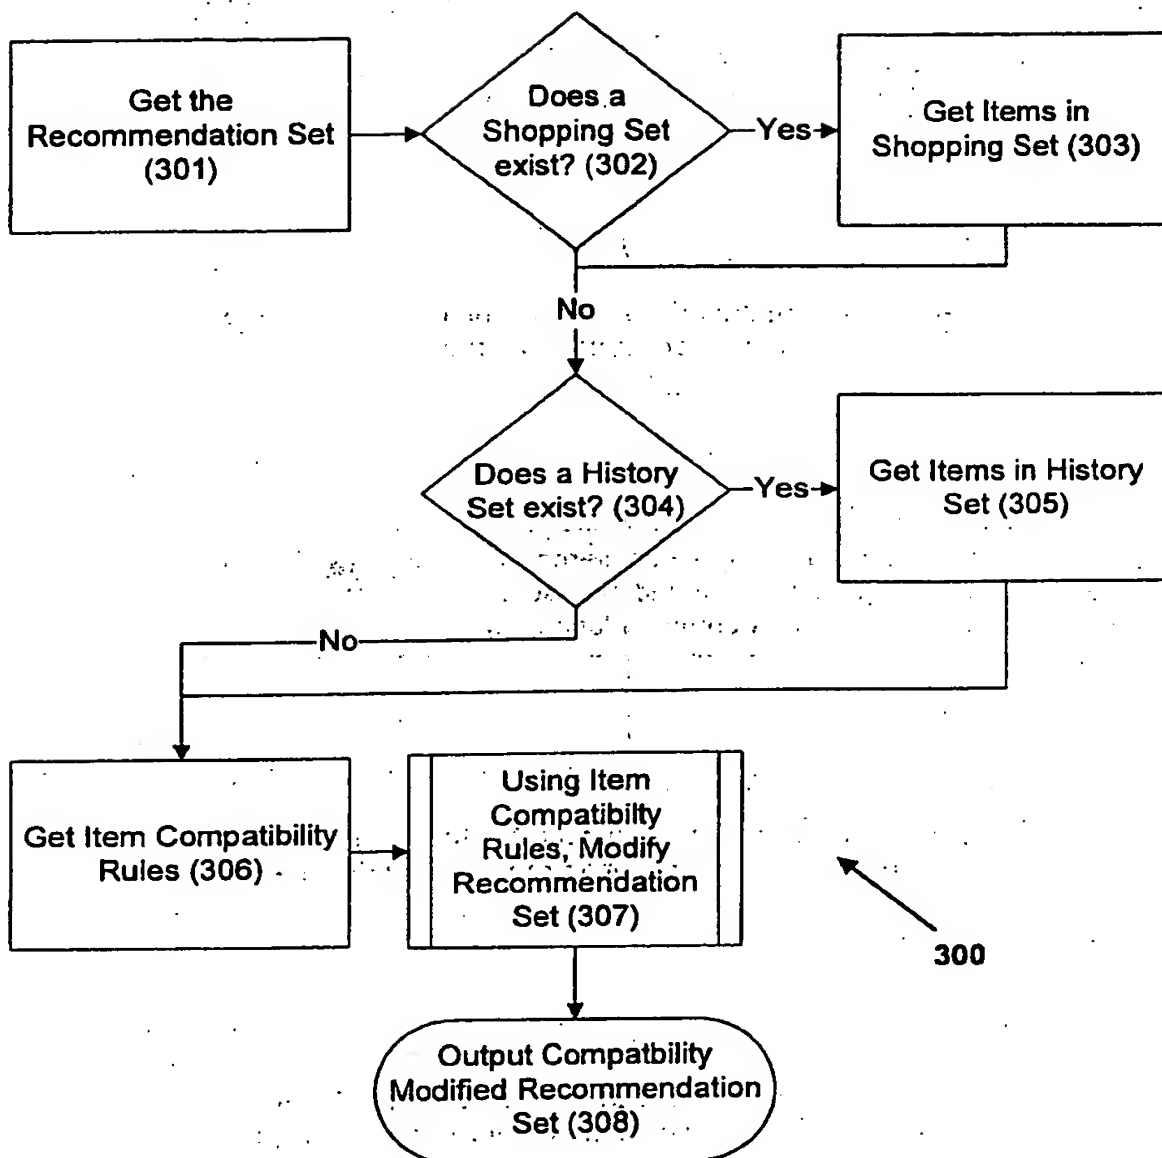 Get the
Recommendation Set
(301)
Does a
Shopping Set
exist? (302)
Yes
Get Items in
Shopping Set (303)
No
Does a History
Set exist? (304)
Yes
Get Items in History
Set (305)
No
Get Item Compatibility
Rules (306)
Using Item
Compatibilty
Rules, Modify
Recommendation
Set (307)
300
Output Compatbility
Modified Recommendation
Set (308)